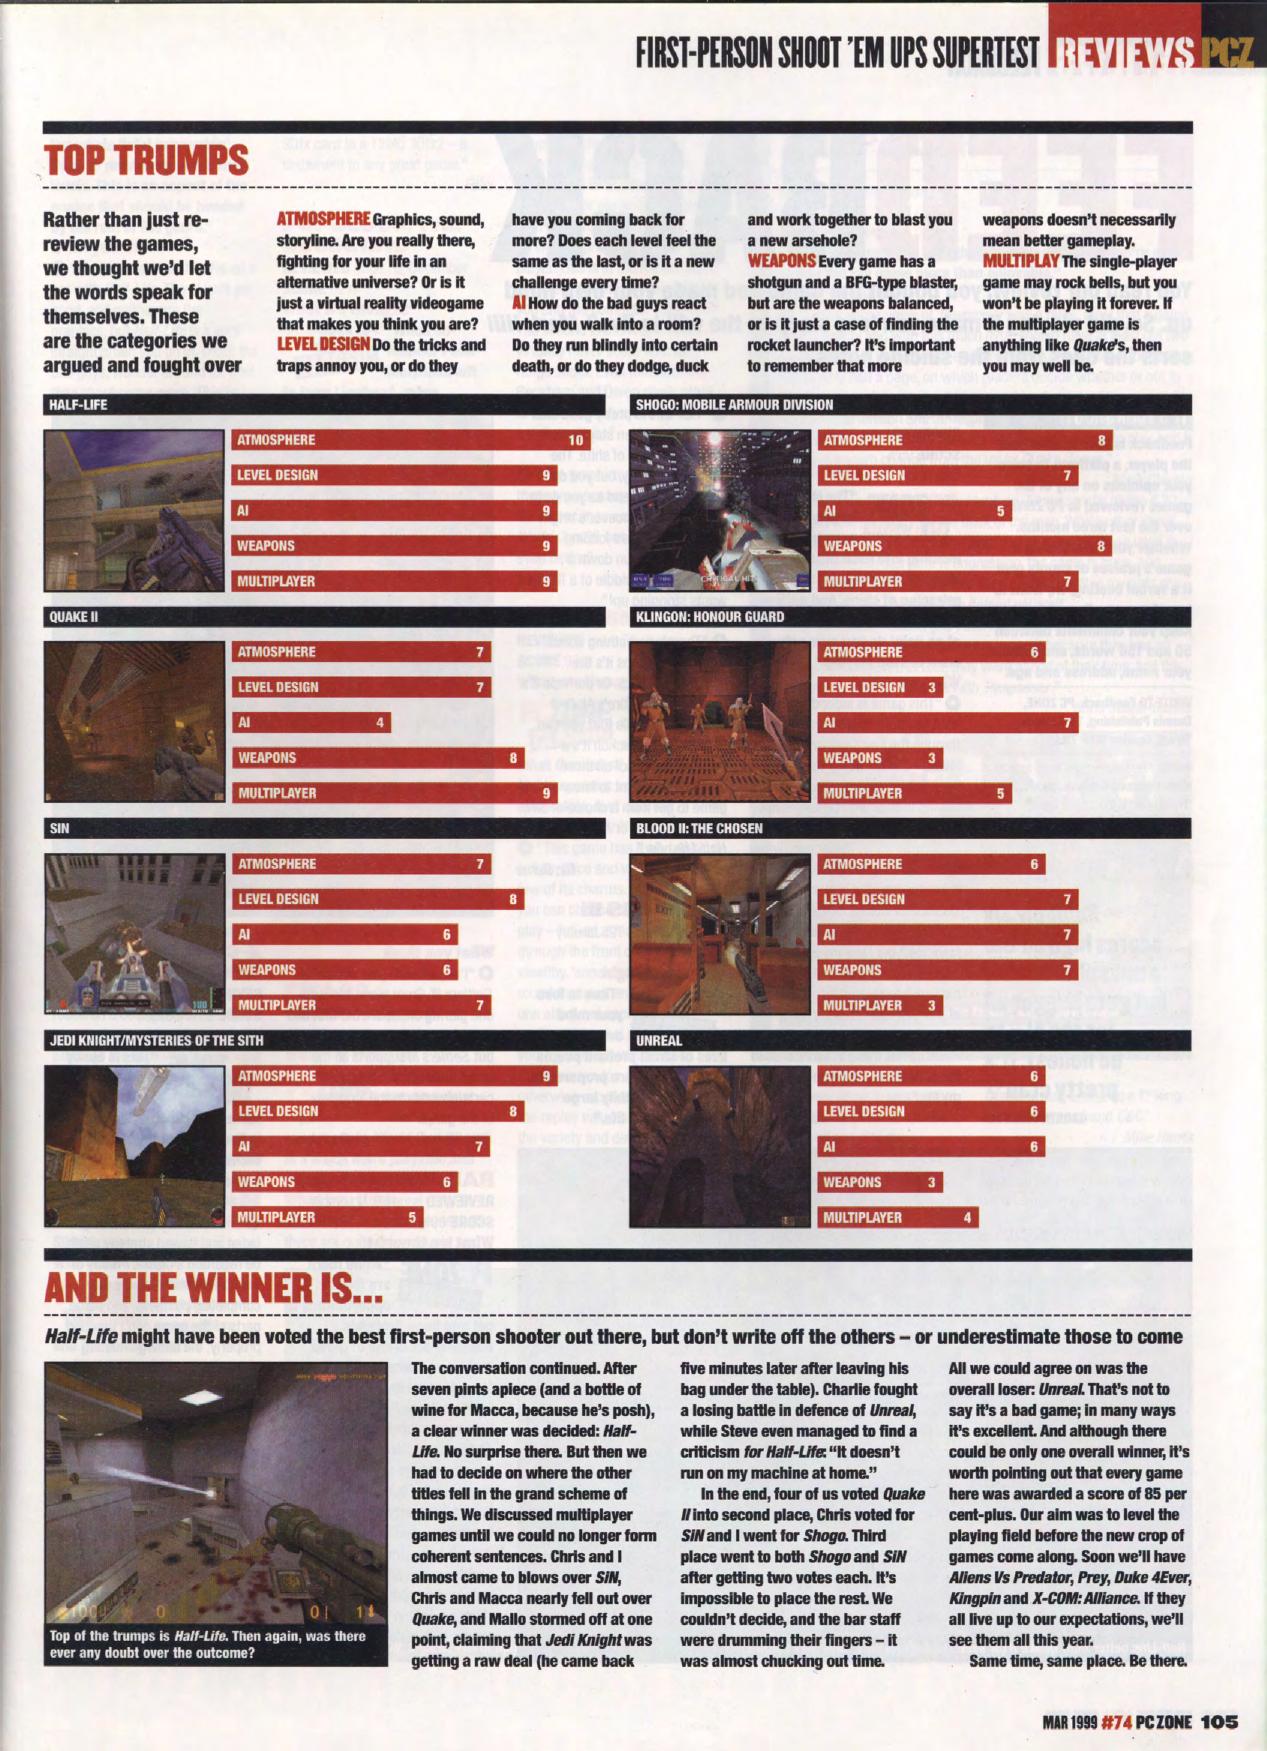 FIRST-PERSON SHOOT 'EM UPS SUPERTEST REVIEWS PCZ
TOP TRUMPS
Rather than just re-
review the games,
we thought we'd let
the words speak for
themselves. These
are the categories we
argued and fought over
ATMOSPHERE Graphics, sound,
storyline. Are you really there,
fighting for your life in an
alternative universe? Or is it
just a virtual reality videogame
that makes you think you are?
LEVEL DESIGN Do the tricks and
traps annoy you, or do they
have you coming back for
more? Does each level feel the
same as the last, or is it a new
challenge every time?
AI How do the bad guys react
when you walk into a room?
Do they run blindly into certain
death, or do they dodge, duck
and work together to blast you
a new arsehole?
WEAPONS Every game has a
shotgun and a BFG-type blaster,
but are the weapons balanced,
or is it just a case of finding the
rocket launcher? It's important
to remember that more
weapons doesn't necessarily
mean better gameplay.
MULTIPLAY The single-player
game may rock bells, but you
won't be playing it forever. If
the multiplayer game is
anything like Quake's, then
you may well be.
HALF-LIFE
ATMOSPHERE 10
LEVEL DESIGN 9
AI 9
WEAPONS 9
MULTIPLAYER 9
SHOGO: MOBILE ARMOUR DIVISION
CRITICAL HIT
ATMOSPHERE 8
LEVEL DESIGN 7
AI 5
WEAPONS 8
MULTIPLAYER 7
QUAKE II
ATMOSPHERE 7
LEVEL DESIGN 7
AI 4
WEAPONS 8
MULTIPLAYER 9
KLINGON: HONOUR GUARD
ATMOSPHERE 6
LEVEL DESIGN 3
AI 7
WEAPONS 3
MULTIPLAYER 5
SIN
100
ATMOSPHERE 7
LEVEL DESIGN 8
AI 6
WEAPONS 6
MULTIPLAYER 7
BLOOD II: THE CHOSEN
EXIT
ATMOSPHERE 6
LEVEL DESIGN 7
AI 7
WEAPONS 7
MULTIPLAYER 3
JEDI KNIGHT/MYSTERIES OF THE SITH
ATMOSPHERE 9
LEVEL DESIGN 8
AI 7
WEAPONS 6
MULTIPLAYER 5
UNREAL
ATMOSPHERE 6
LEVEL DESIGN 6
AI 6
WEAPONS 3
MULTIPLAYER 4
AND THE WINNER IS...
Half-Life might have been voted the best first-person shooter out there, but don't write off the others – or underestimate those to come
100 0 0 1
Top of the trumps is Half-Life. Then again, was there
ever any doubt over the outcome?
The conversation continued. After
seven pints apiece (and a bottle of
wine for Macca, because he's posh),
a clear winner was decided: Half-
Life. No surprise there. But then we
had to decide on where the other
titles fell in the grand scheme of
things. We discussed multiplayer
games until we could no longer form
coherent sentences. Chris and I
almost came to blows over SiN,
Chris and Macca nearly fell out over
Quake, and Mallo stormed off at one
point, claiming that Jedi Knight was
getting a raw deal (he came back
five minutes later after leaving his
bag under the table). Charlie fought
a losing battle in defence of Unreal,
while Steve even managed to find a
criticism for Half-Life: "It doesn't
run on my machine at home."
In the end, four of us voted Quake
II into second place, Chris voted for
SiN and I went for Shogo. Third
place went to both Shogo and SiN
after getting two votes each. It's
impossible to place the rest. We
couldn't decide, and the bar staff
were drumming their fingers – it
was almost chucking out time.
All we could agree on was the
overall loser: Unreal. That's not to
say it's a bad game; in many ways
it's excellent. And although there
could be only one overall winner, it's
worth pointing out that every game
here was awarded a score of 85 per
cent-plus. Our aim was to level the
playing field before the new crop of
games come along. Soon we'll have
Aliens Vs Predator, Prey, Duke 4Ever,
Kingpin and X-COM: Alliance. If they
all live up to our expectations, we'll
see them all this year.
Same time, same place. Be there.
MAR 1999 #74 PC ZONE 105